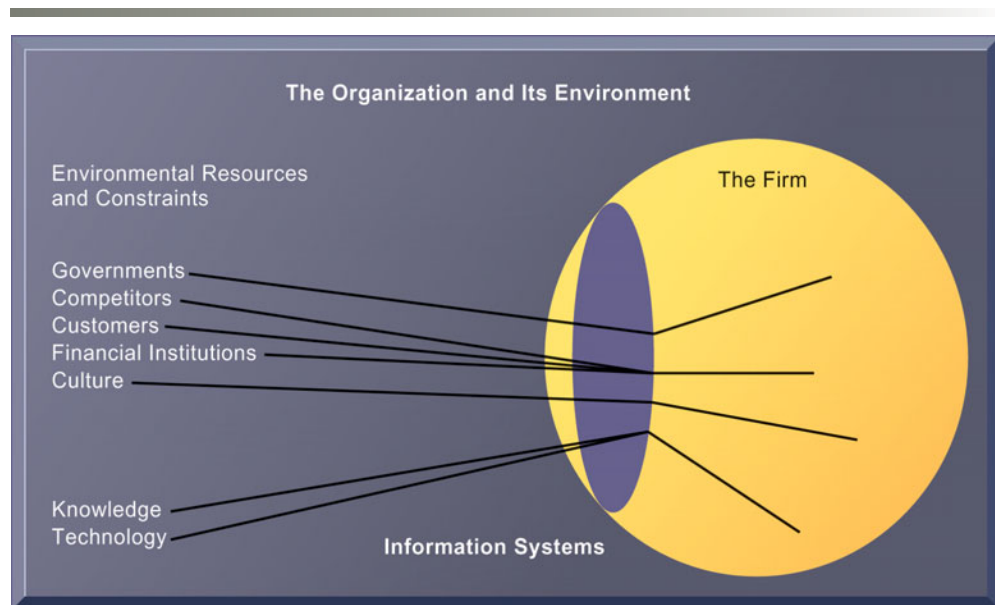 The Organization and Its Environment
Environmental Resources
and Constraints
The Firm
Governments
Competitors
Customers
Financial Institutions
Culture
Knowledge
Technology
Information Systems